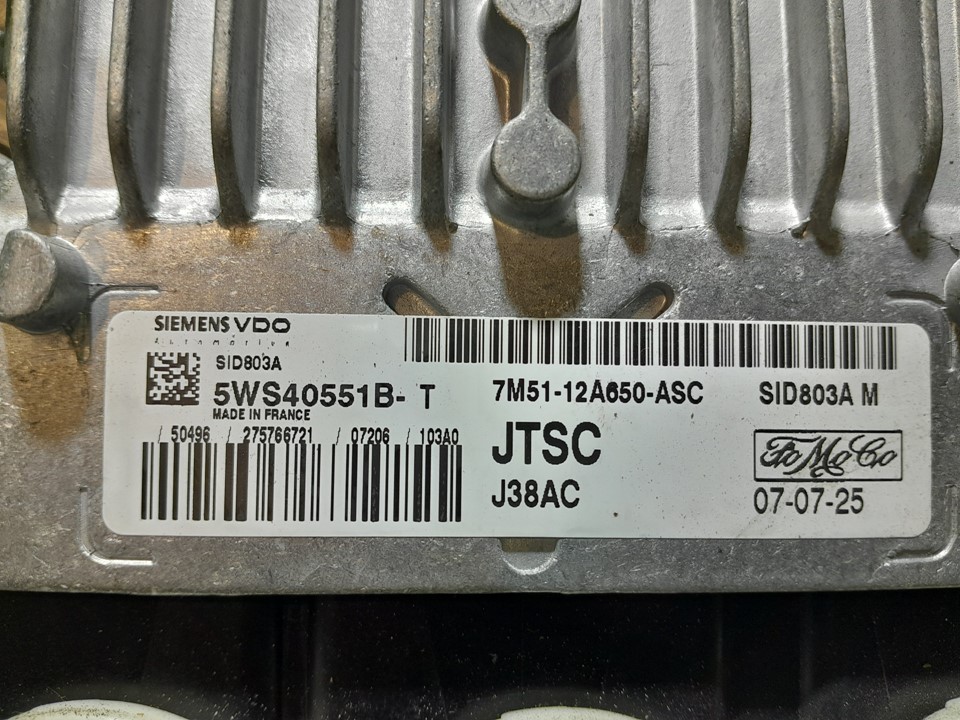 SIEMENS VDO
Automotive
SID803A
5WS40551B- T
MADE IN FRANCE
/ 50496 / 275766721 / 07206 / 103A0
7M51-12A650-ASC
SID803A M
JTSC
J38AC
FoMoCo
07-07-25